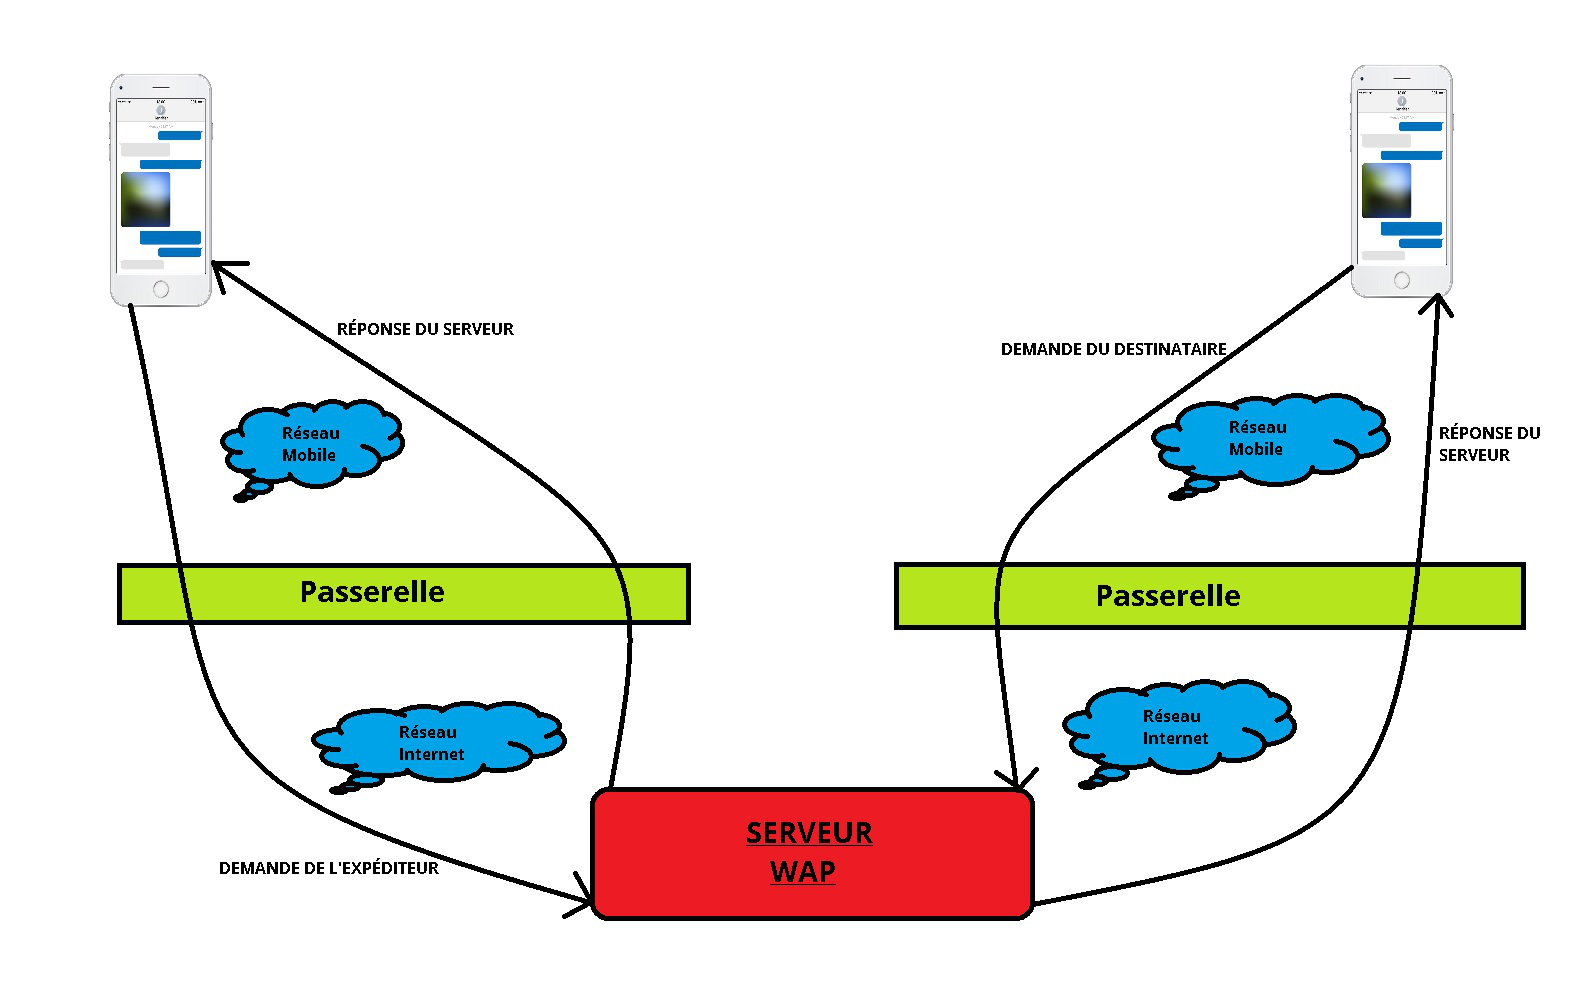 RÉPONSE DU SERVEUR
DEMANDE DU DESTINATAIRE
Réseau
Mobile
Réseau
Mobile
RÉPONSE DU
SERVEUR
Passerelle
Passerelle
Réseau
Internet
Réseau
Internet
SERVEUR
WAP
DEMANDE DE L'EXPÉDITEUR